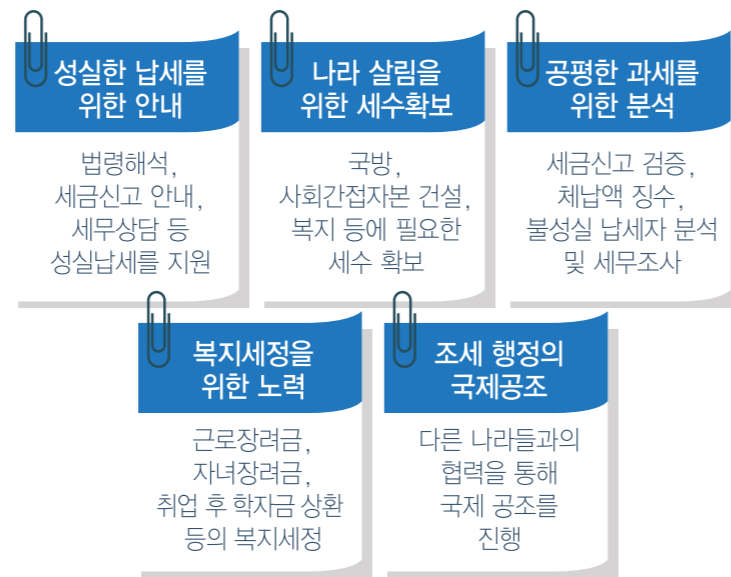 성실한 납세를
위한 안내
법령해석,
세금신고 안내,
세무상담 등
성실납세를 지원
나라 살림을
위한 세수확보
국방,
사회간접자본 건설,
복지 등에 필요한
세수 확보
공평한 과세를
위한 분석
세금신고 검증,
체납액 징수,
불성실 납세자 분석
및 세무조사
복지세정을
위한 노력
근로장려금,
자녀장려금,
취업 후 학자금 상환
등의 복지세정
조세 행정의
국제공조
다른 나라들과의
협력을 통해
국제 공조를
진행